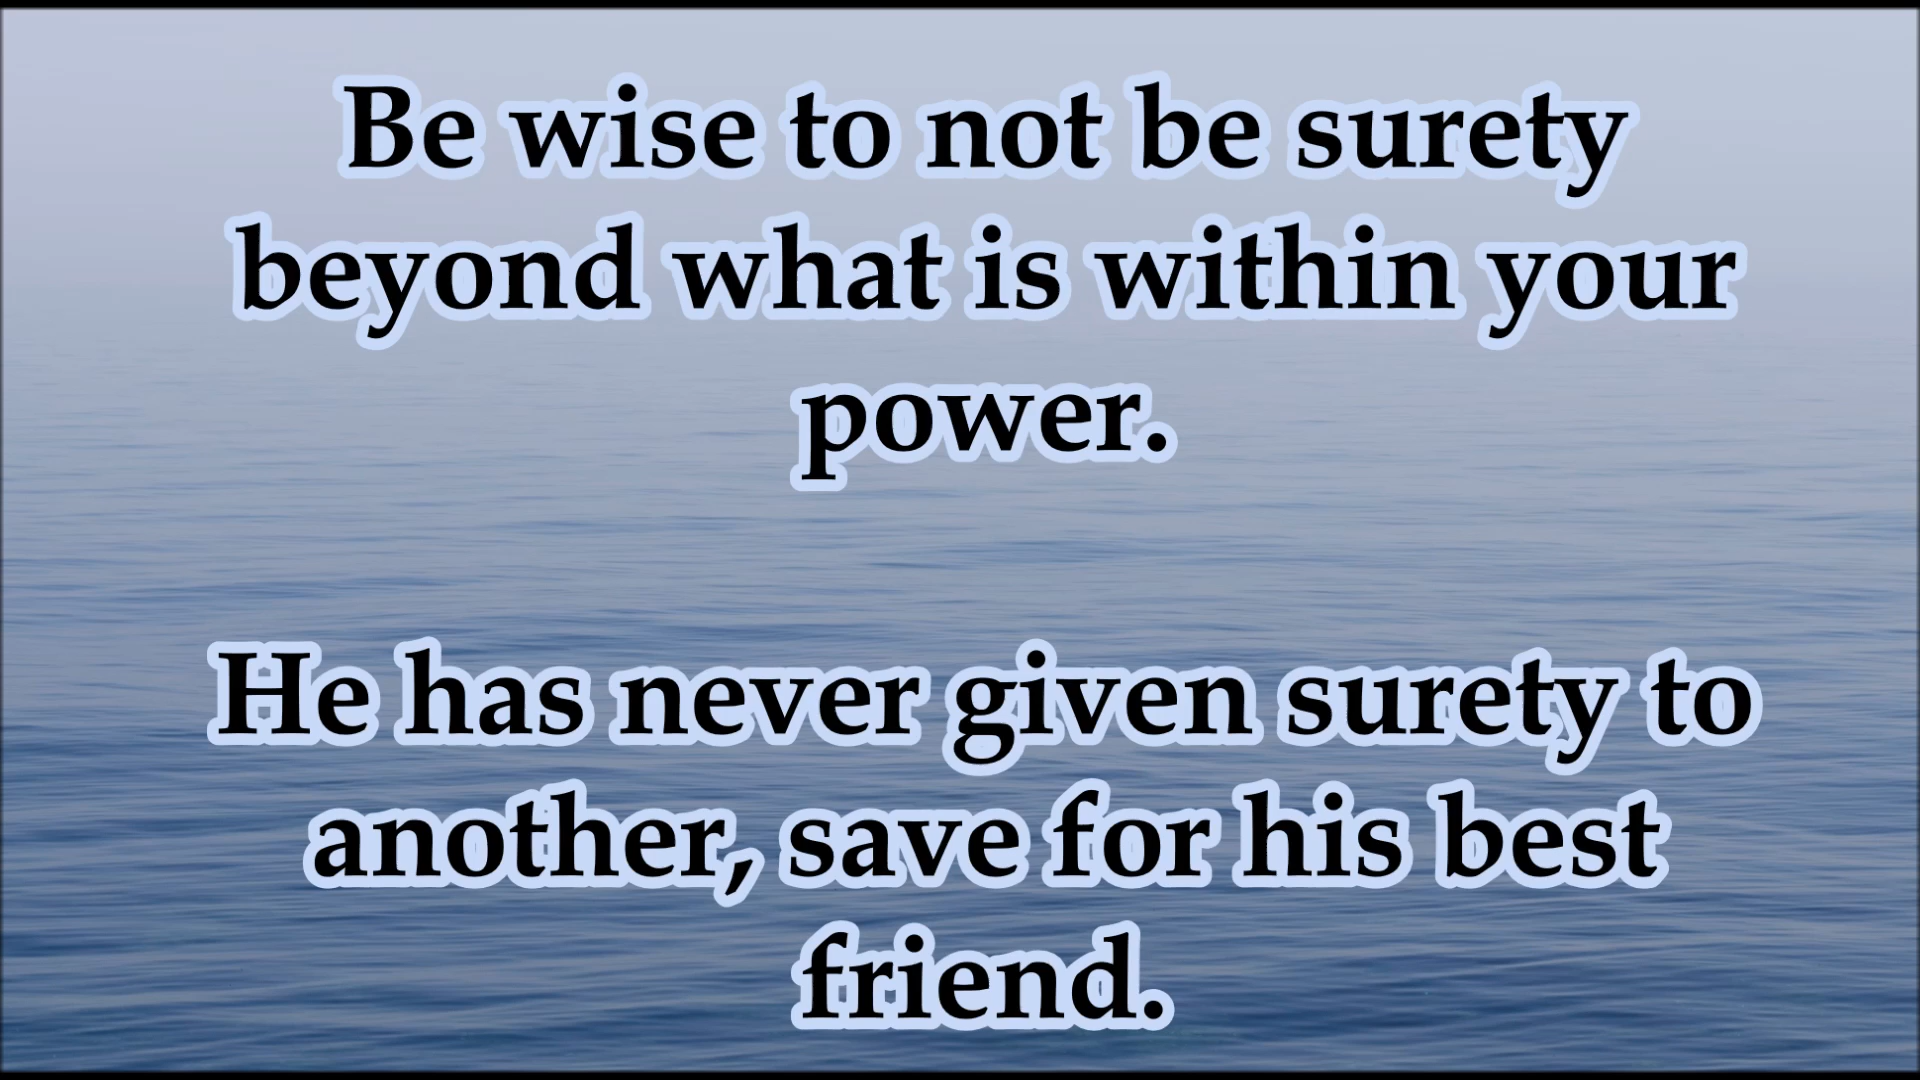 Be wise to not be surety
beyond what is within your
power.
He has never given surety to
another, save for his best
friend.